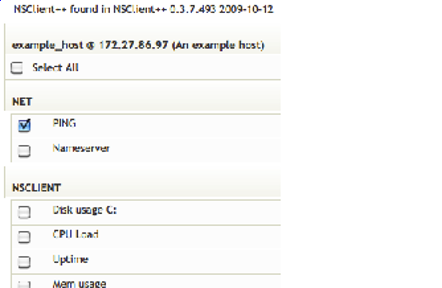 NSClient++ found in NSClient++ 0.3.7.493 2009-10-12
example_host @ 172.27.86.97 (An example host)
Select All
NET
PING
Nameserver
NSCLIENT
Disk usage C:
CPU Load
Uptime
Mem usage